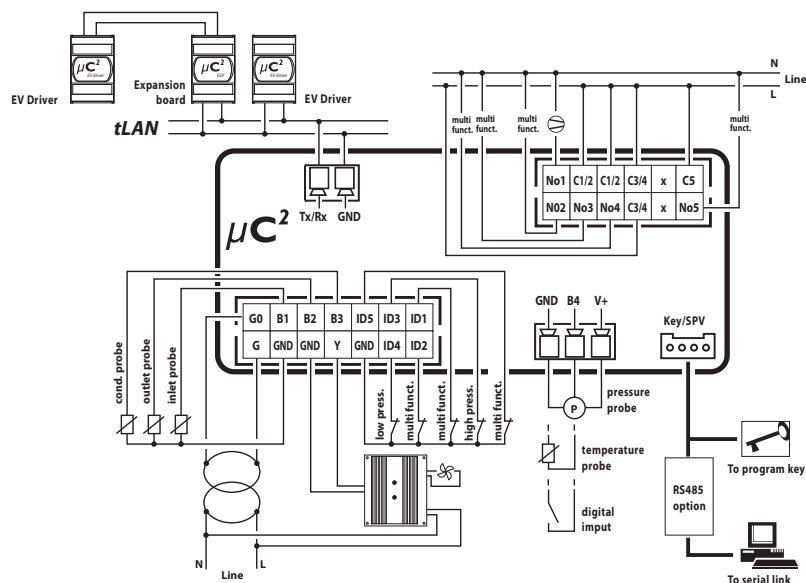 µC²
EV driver
µC²
EXP
µC²
EV driver
EV Driver
Expansion
board
EV Driver
tLAN
N
Line
L
multi
funct.
multi
funct.
multi
funct.
multi
funct.
Tx/Rx GND
µC²
No1 C1/2 C1/2 C3/4 x C5
N02 No3 No4 C3/4 x No5
G0 B1 B2 B3 ID5 ID3 ID1
G GND GND Y GND ID4 ID2
GND B4 V+
Key/SPV
cond. probe
outlet probe
inlet probe
low press.
multi funct.
multi funct.
high press.
multi funct.
P
pressure
probe
temperature
probe
digital
imput
To program key
RS485
option
To serial link
N
L
Line